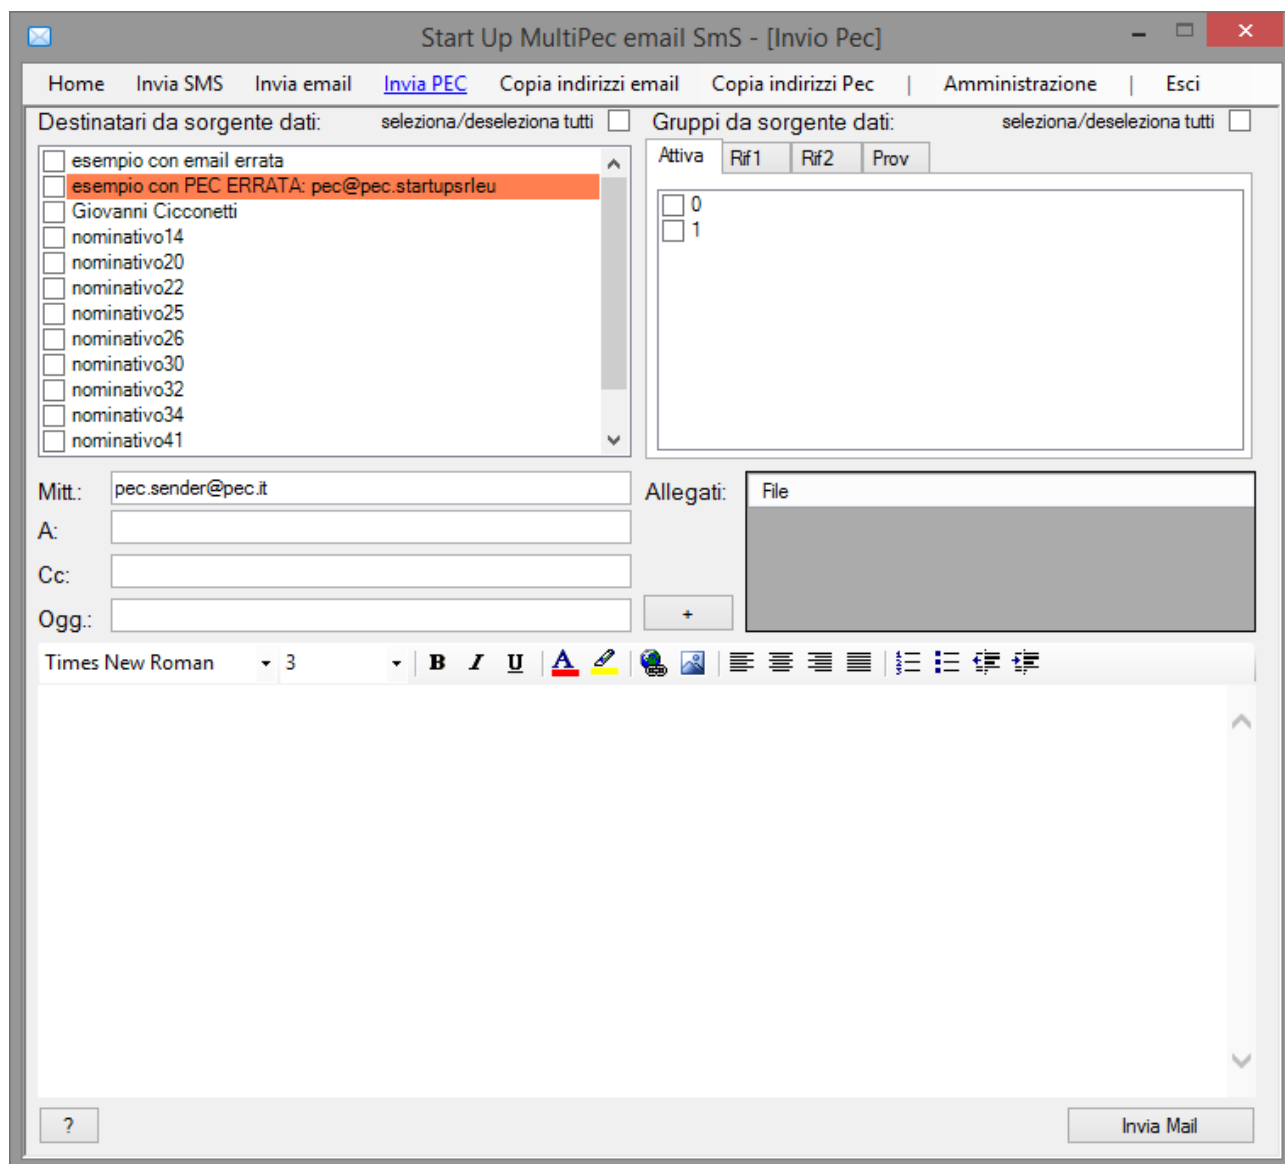 Start Up MultiPec email SmS - [Invio Pec]
Home Invia SMS Invia email Invia PEC Copia indirizzi email Copia indirizzi Pec | Amministrazione | Esci
Destinatari da sorgente dati: seleziona/deseleziona tutti
esempio con email errata
esempio con PEC ERRATA: pec@pec.startupsrleu
Giovanni Cicconetti
nominativo14
nominativo20
nominativo22
nominativo25
nominativo26
nominativo30
nominativo32
nominativo34
nominativo41
Gruppi da sorgente dati: seleziona/deseleziona tutti
Attiva Rif1 Rif2 Prov
0
1
Mitt.: pec.sender@pec.it
A:
Cc:
Ogg.:
Allegati: File
+
Times New Roman 3 B I U A
?
Invia Mail